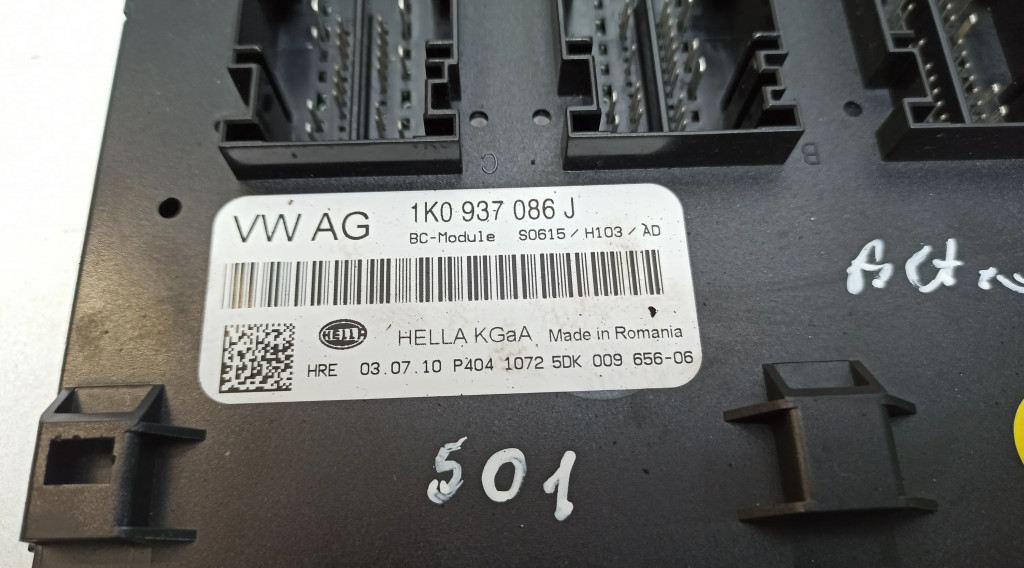 C
B
VW AG
1K0 937 086 J
BC-Module S0615 / H103 / AD
HELLA
HELLA KGaA, Made in Romania
HRE 03.07.10 P404 1072 5DK 009 656-06
501